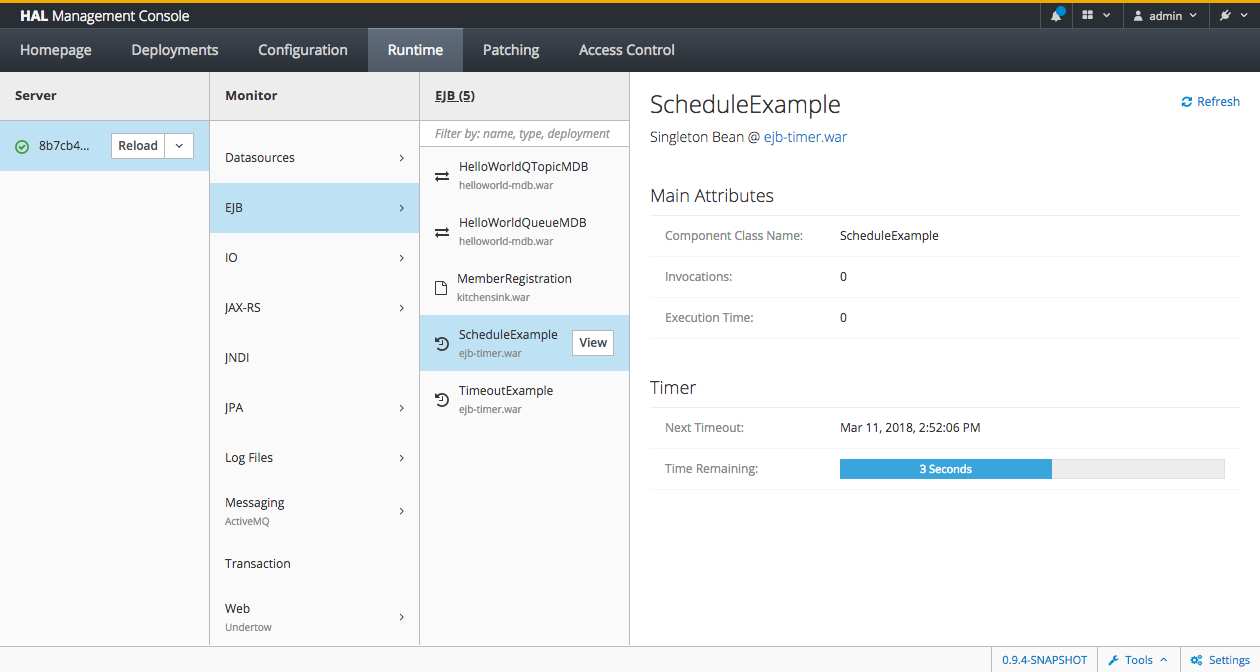 HAL Management Console
admin
Homepage Deployments Configuration Runtime Patching Access Control
Server
8b7cb4... Reload
Monitor
Datasources
EJB
IO
JAX-RS
JNDI
JPA
Log Files
Messaging
ActiveMQ
Transaction
Web
Undertow
EJB (5)
Filter by: name, type, deployment
HelloWorldQTopicMDB
helloworld-mdb.war
HelloWorldQueueMDB
helloworld-mdb.war
MemberRegistration
kitchensink.war
ScheduleExample
ejb-timer.war
View
TimeoutExample
ejb-timer.war
ScheduleExample
Refresh
Singleton Bean @ ejb-timer.war
Main Attributes
Component Class Name: ScheduleExample
Invocations: 0
Execution Time: 0
Timer
Next Timeout: Mar 11, 2018, 2:52:06 PM
Time Remaining: 3 Seconds
0.9.4-SNAPSHOT Tools Settings